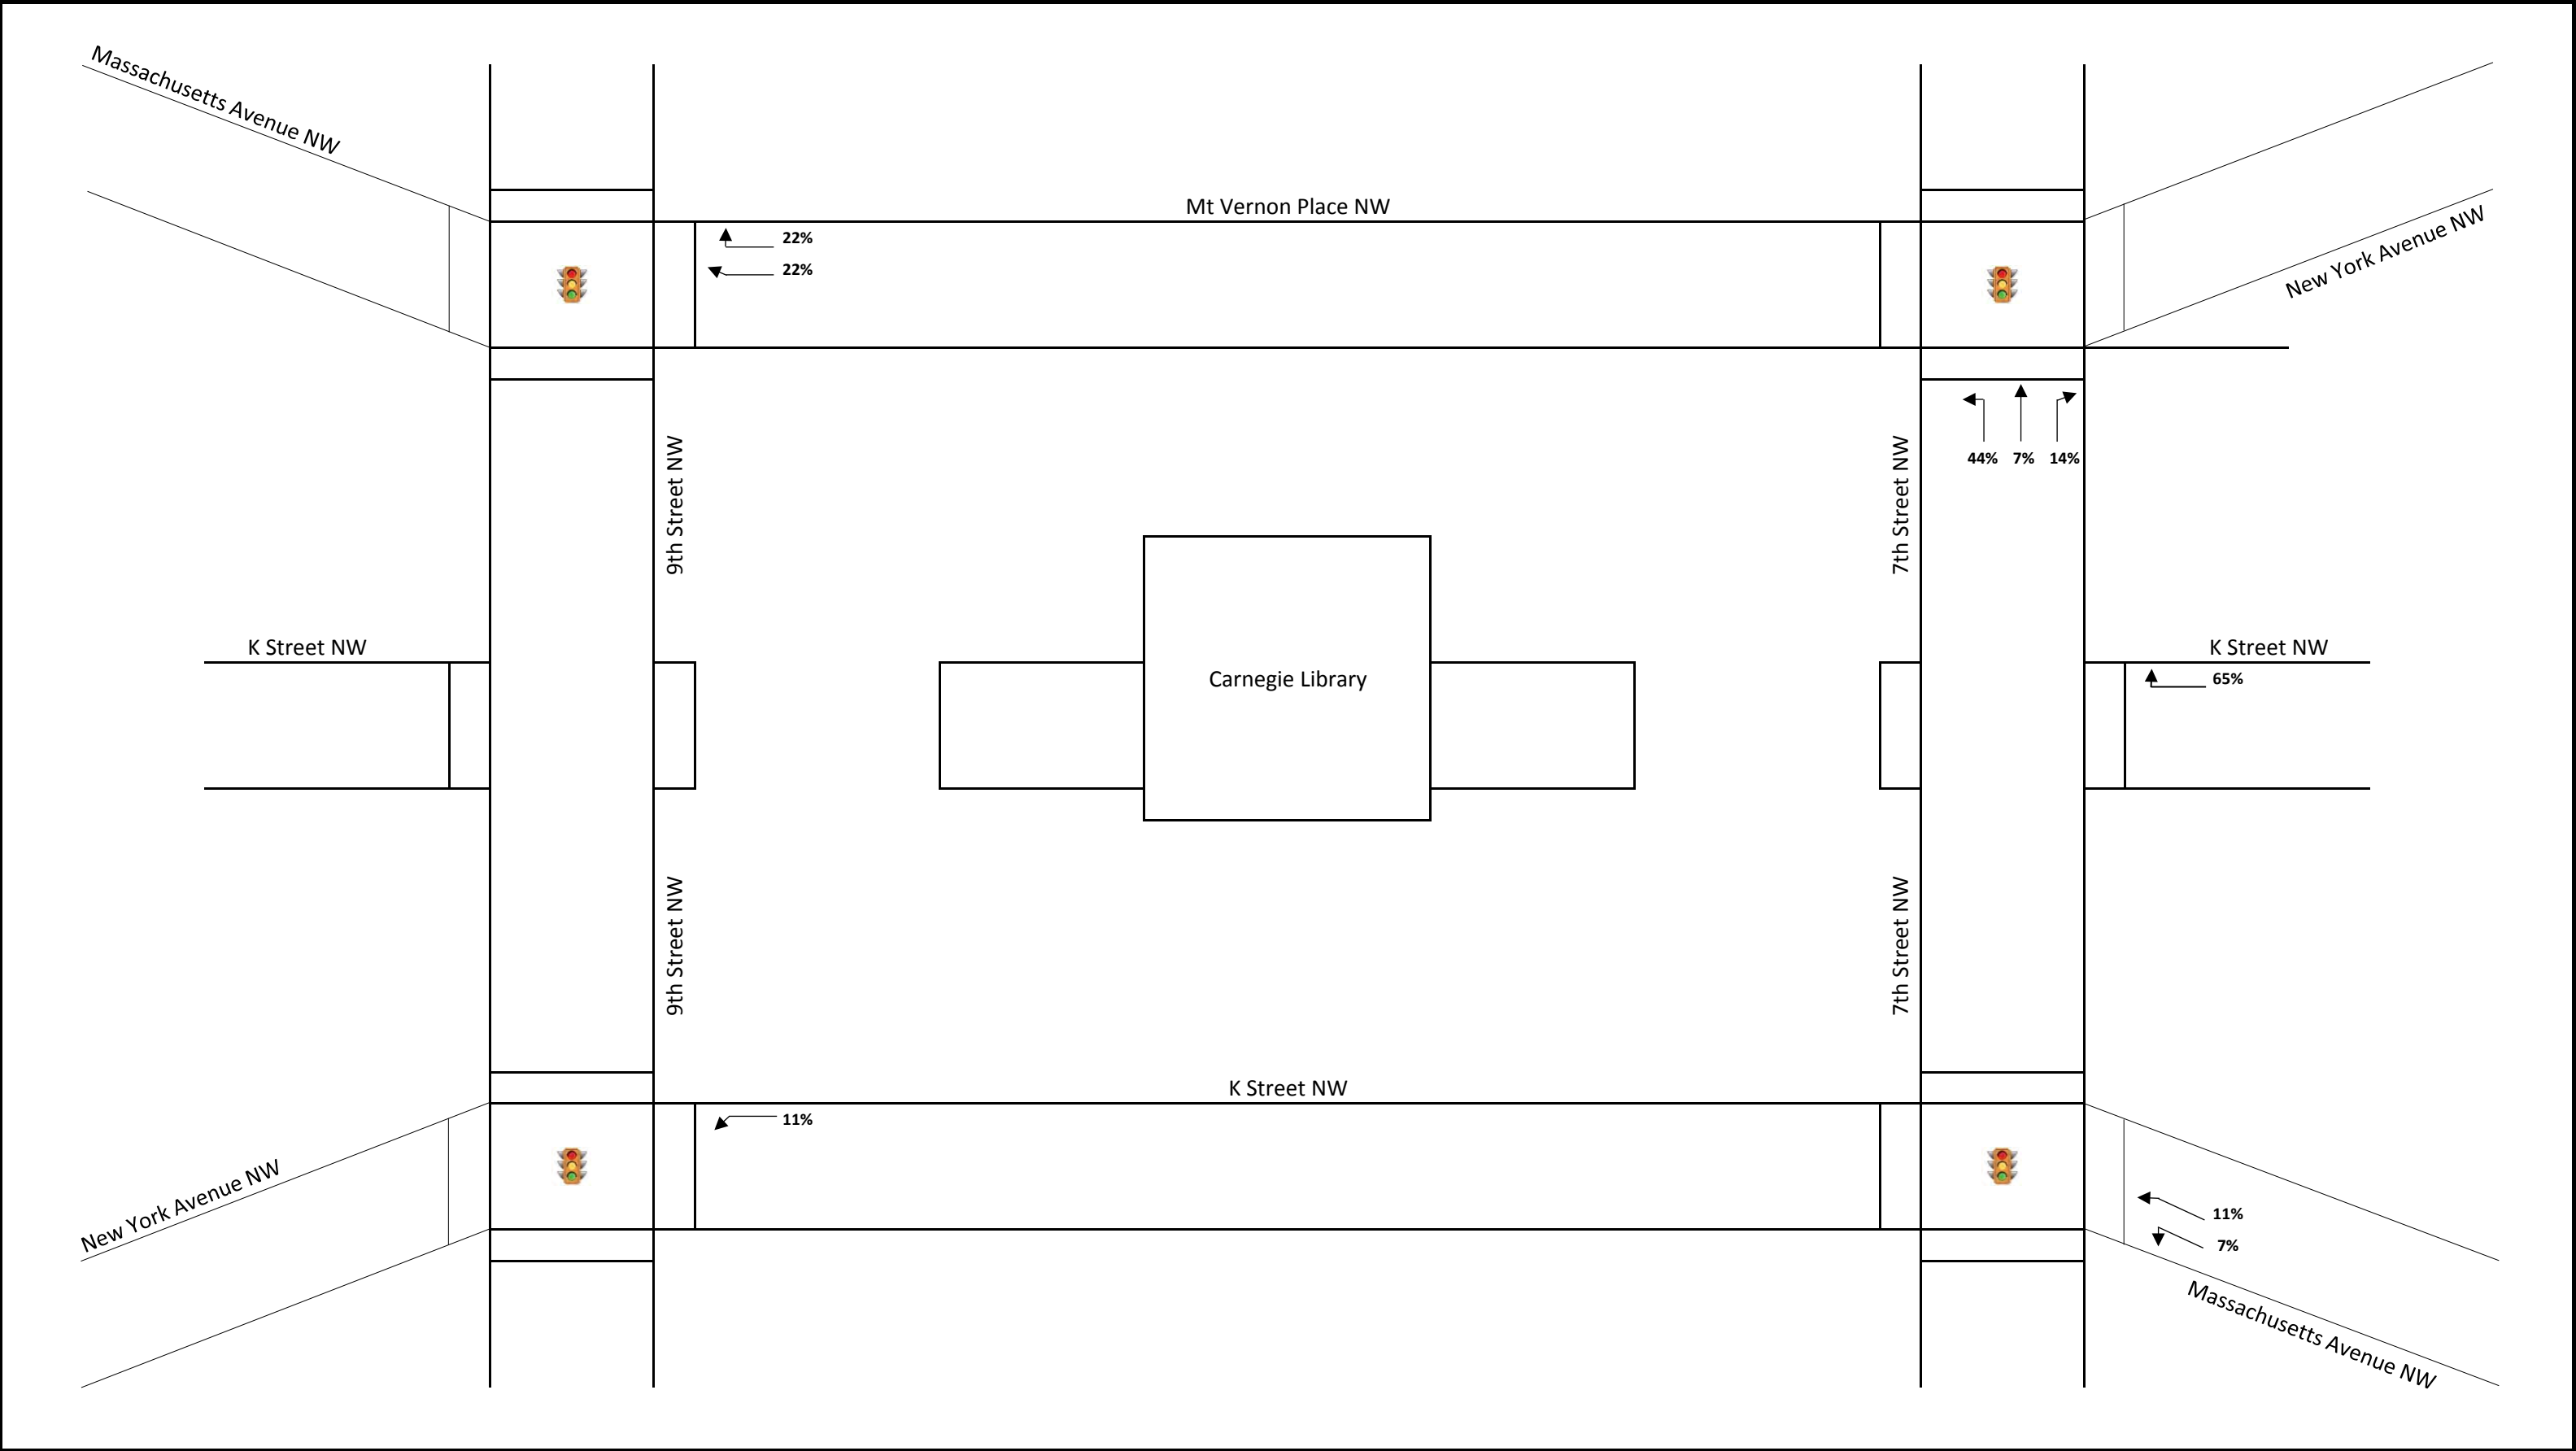 Massachusetts Avenue NW
Mt Vernon Place NW
New York Avenue NW
22%
22%
9th Street NW
7th Street NW
44% 7% 14%
K Street NW
Carnegie Library
K Street NW
65%
9th Street NW
7th Street NW
K Street NW
11%
New York Avenue NW
11%
7%
Massachusetts Avenue NW